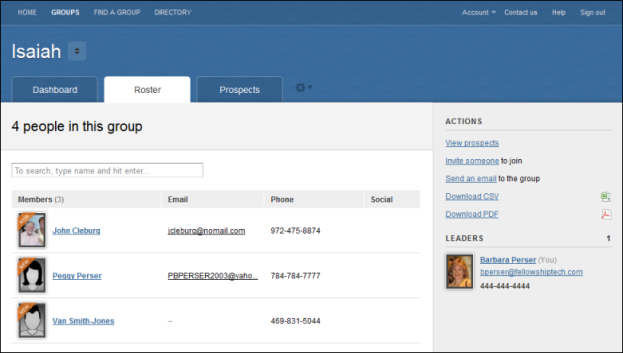 HOME GROUPS FIND A GROUP DIRECTORY Account Contact us Help Sign out
Isaiah
Dashboard Roster Prospects
4 people in this group
To search, type name and hit enter...
Members (3) Email Phone Social
John Cleburg jcleburg@nomail.com 972-475-8874
Peggy Perser PBPERSER2003@yaho... 784-784-7777
Van Smith-Jones – 469-831-5044
ACTIONS
View prospects
Invite someone to join
Send an email to the group
Download CSV
Download PDF
LEADERS 1
Barbara Perser (You)
bperser@fellowshiptech.com
444-444-4444